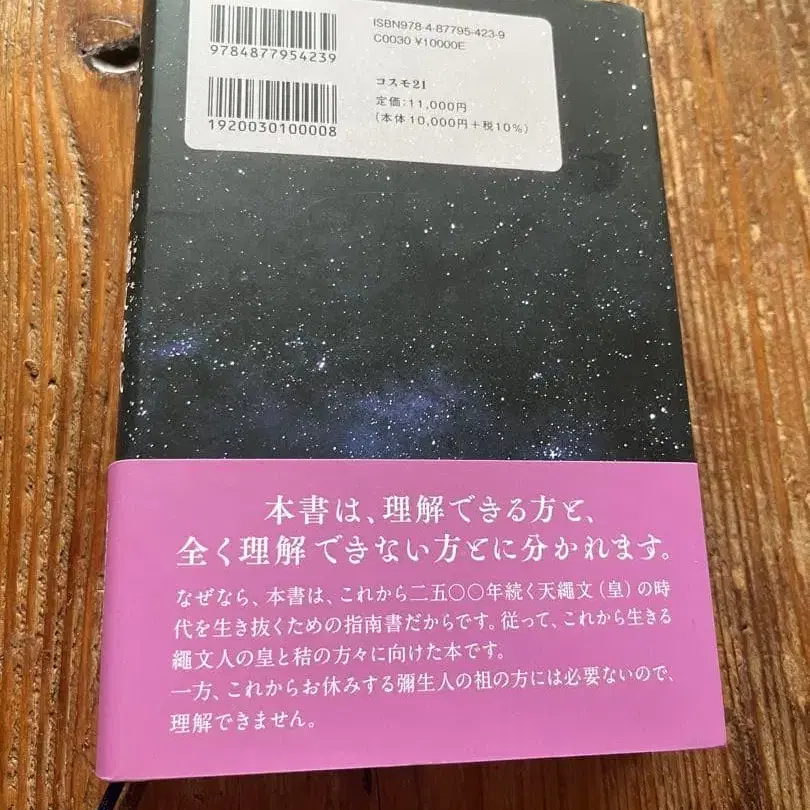 ISBN978-4-87795-423-9
C0030 ¥10000E
9784877954239
コスモ21
定価:11,000円
(本体10,000円+税10%)
1920030100008
本書は、理解できる方と、
全く理解できない方とに分かれます。
なぜなら、本書は、これから二五〇〇年続く天繩文(皇)の時
代を生き抜くための指南書だからです。従って、これから生きる
繩文人の皇と秸の方々に向けた本です。
一方、これからお休みする彌生人の祖の方には必要ないので、
理解できません。